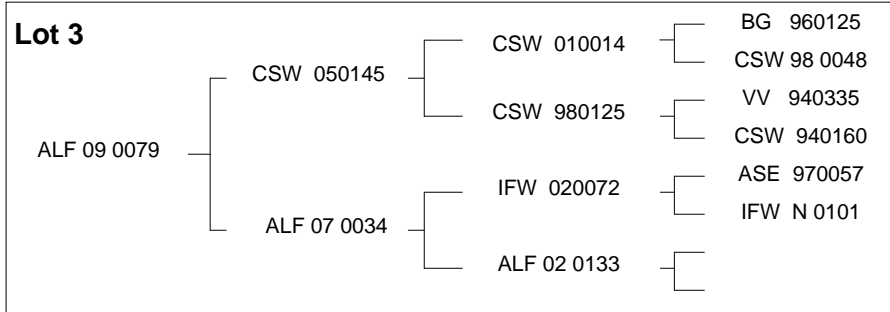 Lot 3
ALF 09 0079
CSW 050145
ALF 07 0034
CSW 010014
CSW 980125
IFW 020072
ALF 02 0133
BG 960125
CSW 98 0048
VV 940335
CSW 940160
ASE 970057
IFW N 0101